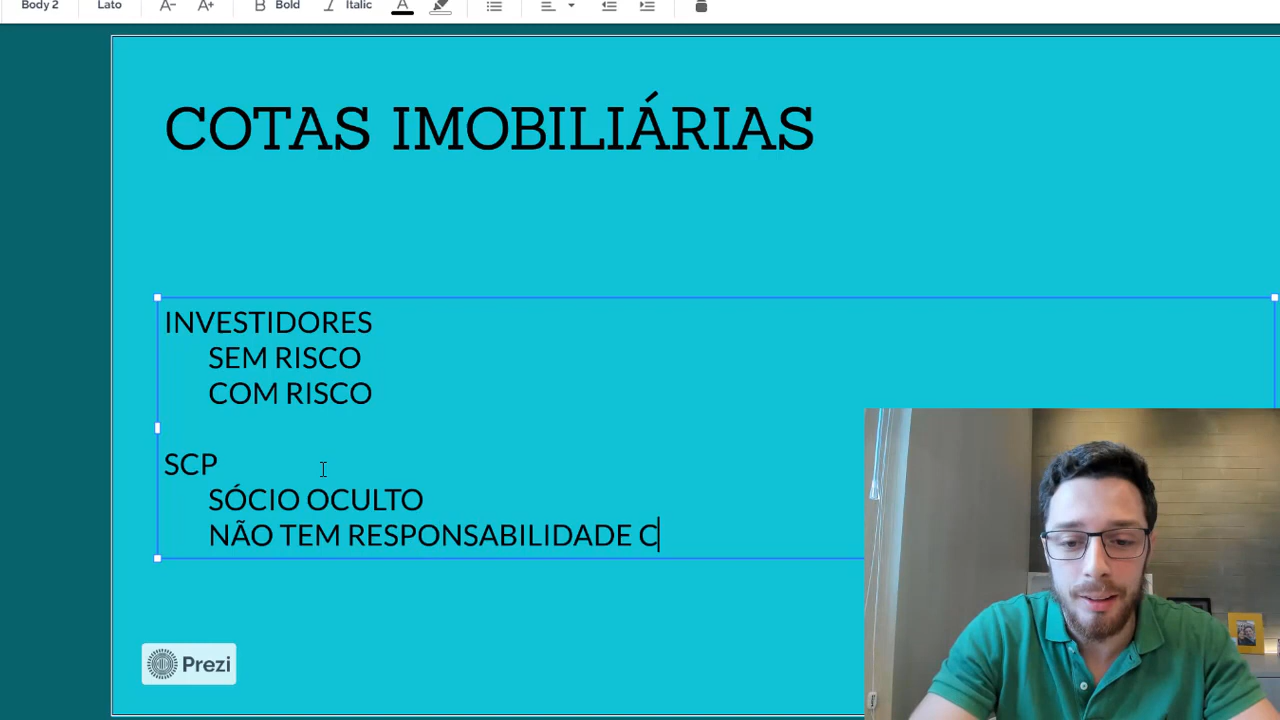 Body 2 Lato A- A+ B Bold I Italic A
COTAS IMOBILIÁRIAS
INVESTIDORES
SEM RISCO
COM RISCO
SCP
SÓCIO OCULTO
NÃO TEM RESPONSABILIDADE C
Prezi